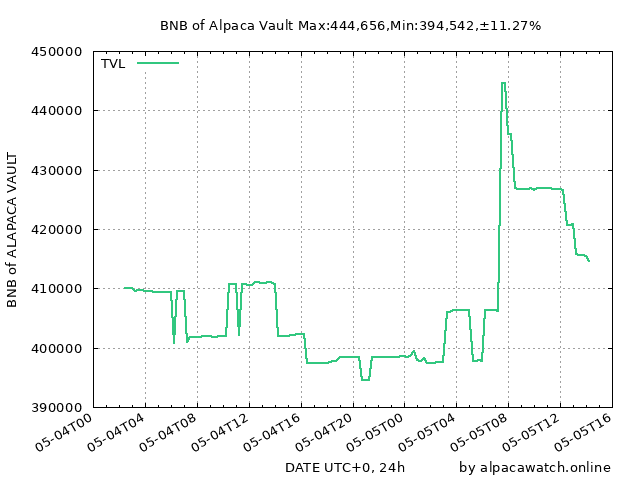 BNB of Alpaca Vault Max:444,656,Min:394,542,±11.27%
TVL
450000
440000
430000
420000
410000
400000
390000
BNB of ALAPACA VAULT
05-04T00
05-04T04
05-04T08
05-04T12
05-04T16
05-04T20
05-05T00
05-05T04
05-05T08
05-05T12
05-05T16
DATE UTC+0, 24h
by alpacawatch.online